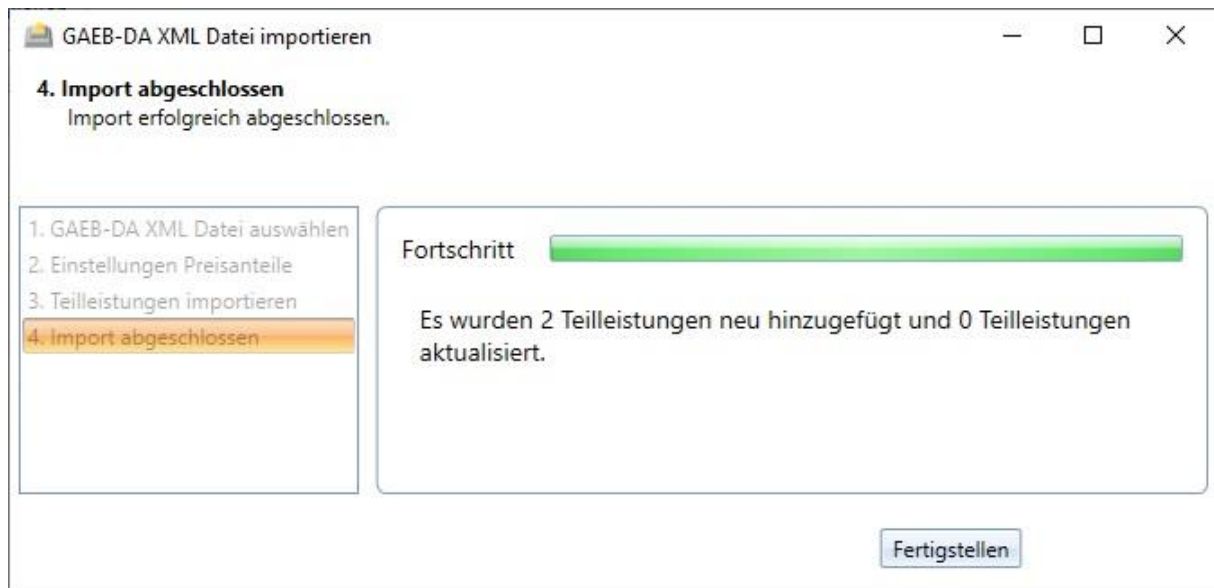 GAEB-DA XML Datei importieren
4. Import abgeschlossen
Import erfolgreich abgeschlossen.
1. GAEB-DA XML Datei auswählen
2. Einstellungen Preisanteile
3. Teilleistungen importieren
4. Import abgeschlossen
Fortschritt
Es wurden 2 Teilleistungen neu hinzugefügt und 0 Teilleistungen
aktualisiert.
Fertigstellen